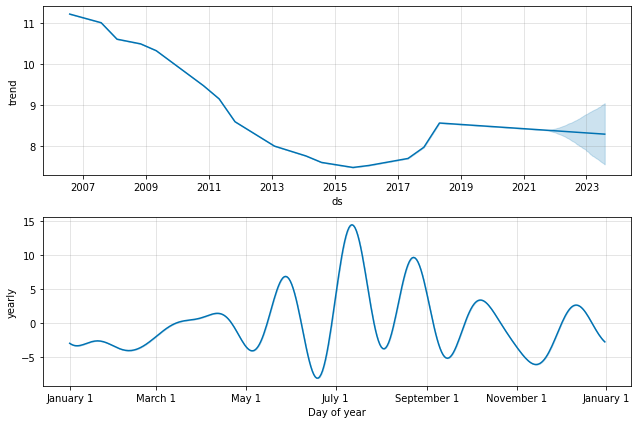 11
10
9
8
trend
2007 2009 2011 2013 2015 2017 2019 2021 2023
ds
15
10
5
0
−5
yearly
January 1 March 1 May 1 July 1 September 1 November 1 January 1
Day of year